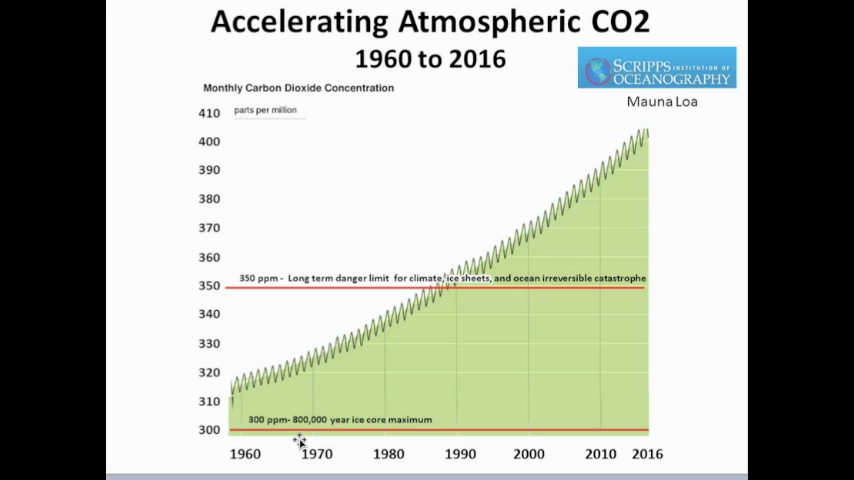 Accelerating Atmospheric CO2
1960 to 2016
SCRIPPS INSTITUTION OF
OCEANOGRAPHY
Mauna Loa
Monthly Carbon Dioxide Concentration
parts per million
410
400
390
380
370
360
350 ppm - Long term danger limit for climate, ice sheets, and ocean irreversible catastrophe
350
340
330
320
310
300 ppm- 800,000 year ice core maximum
300
1960 1970 1980 1990 2000 2010 2016